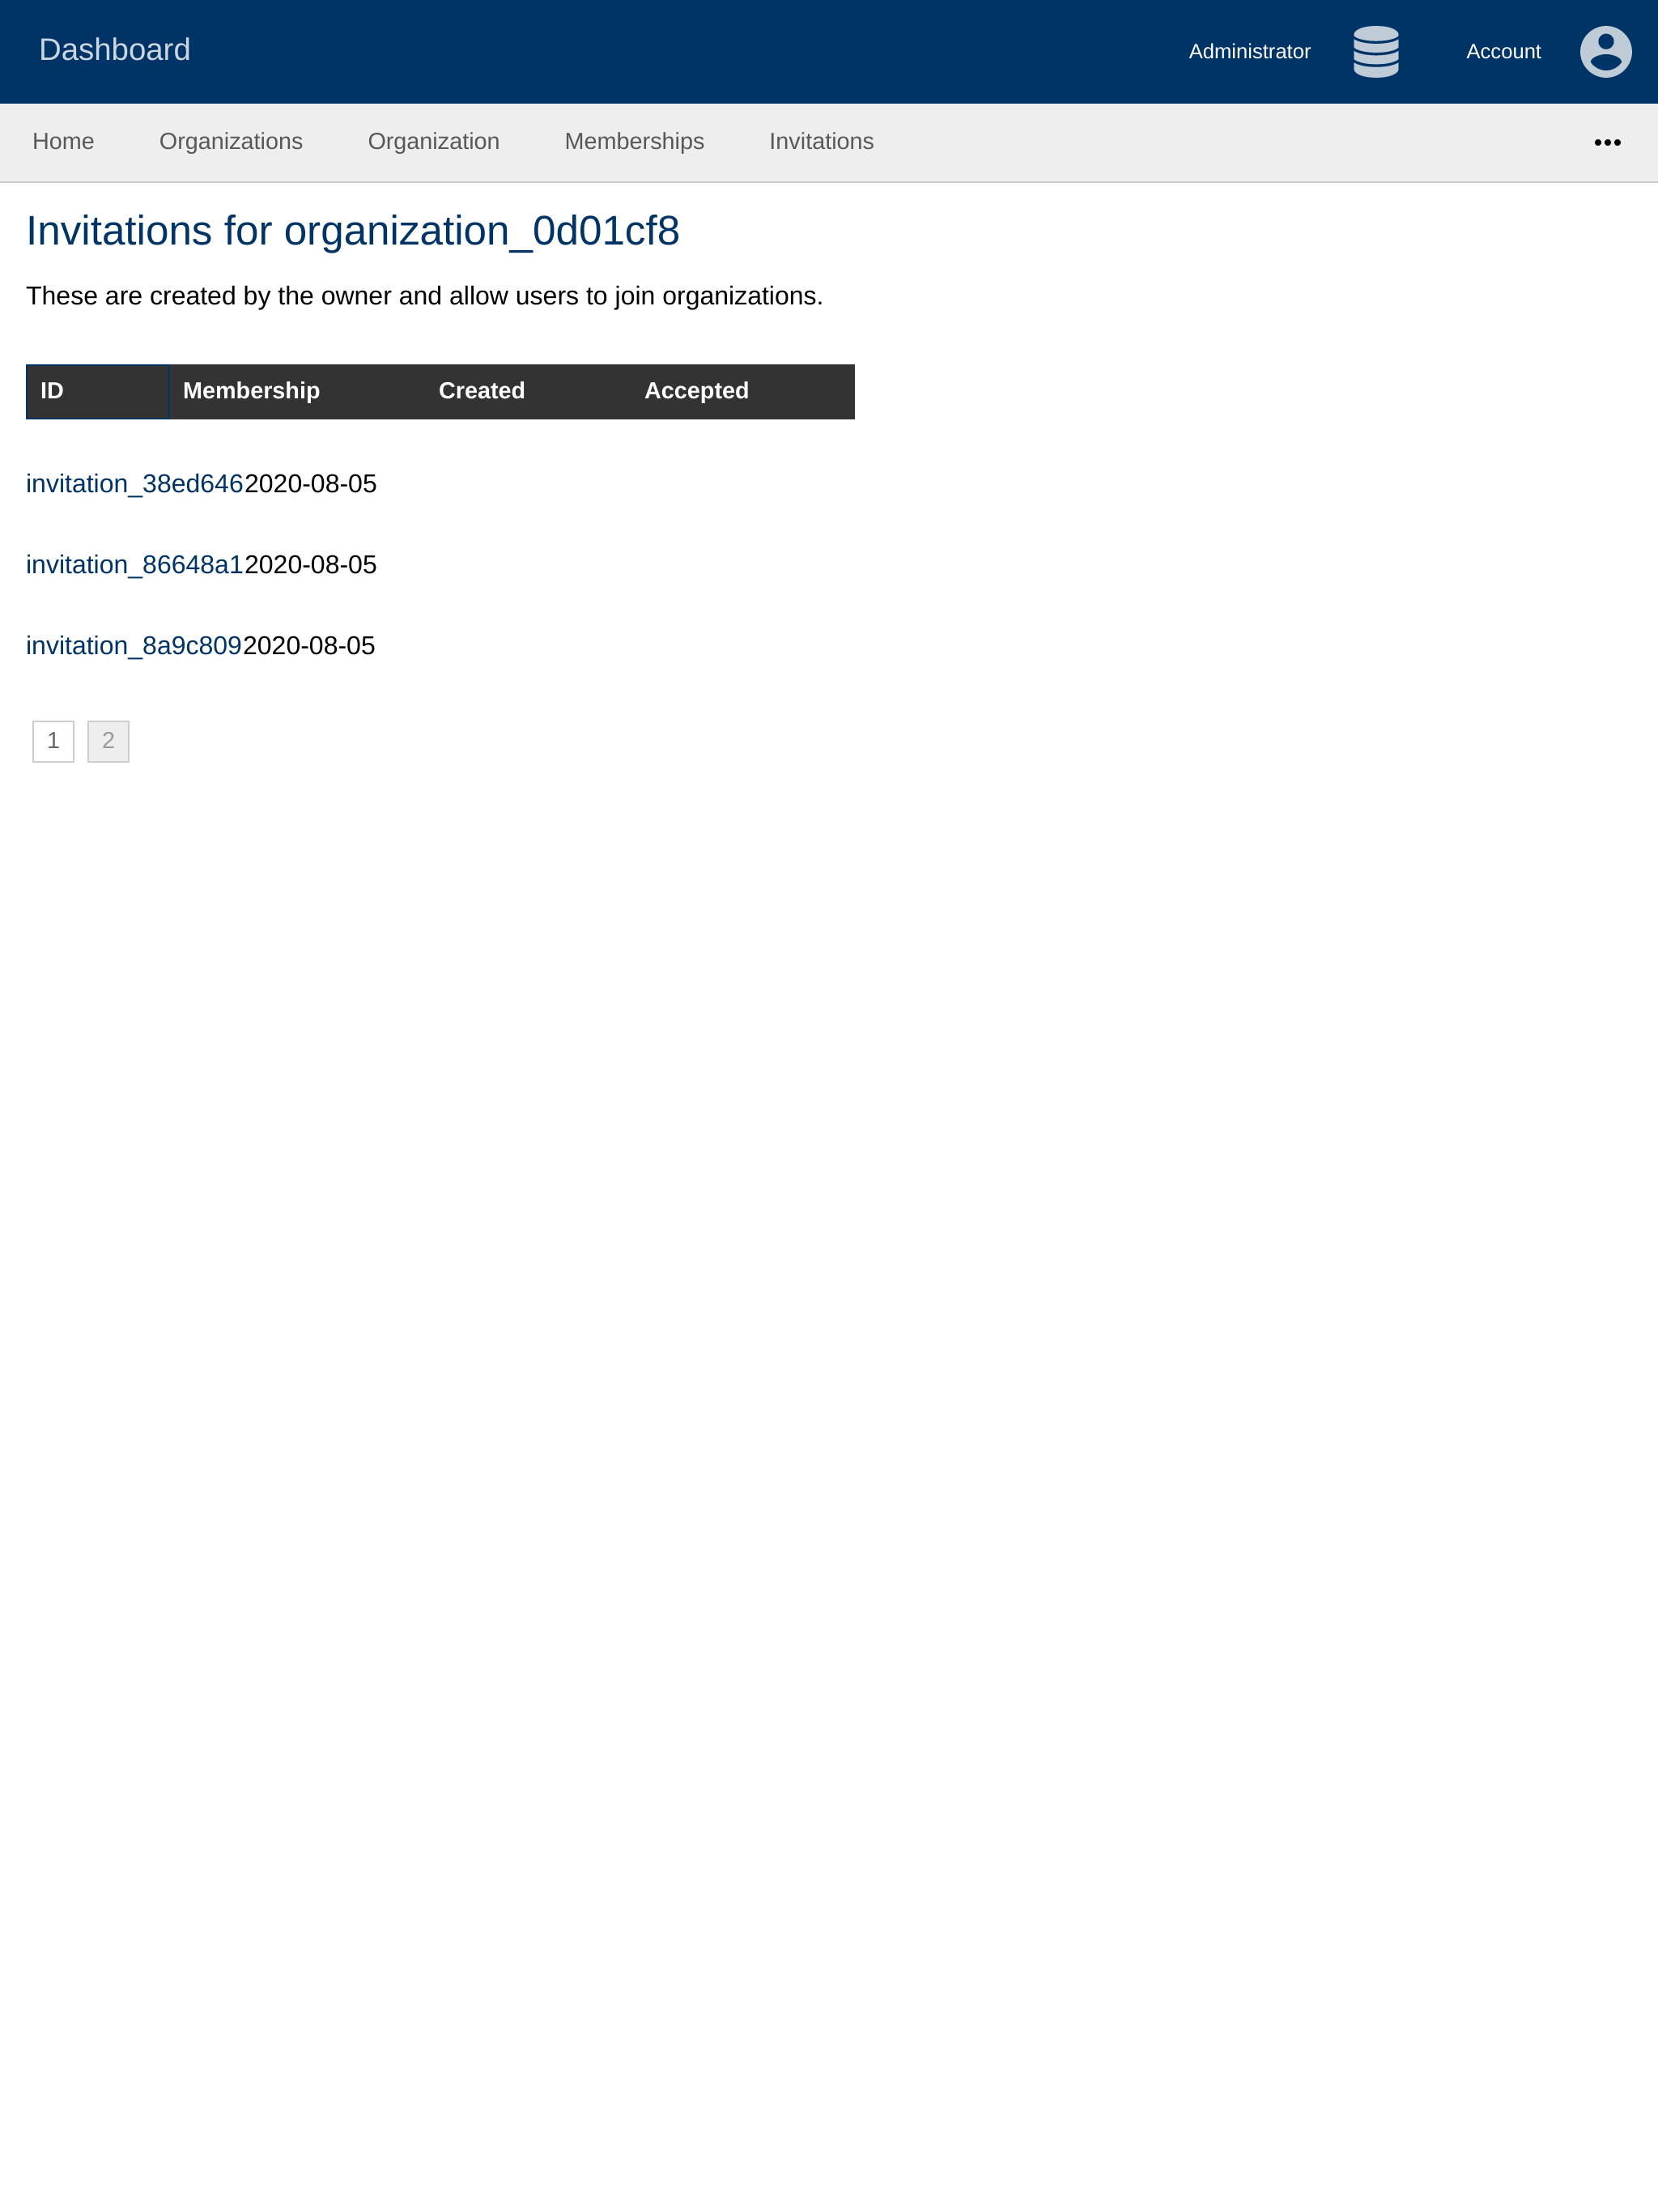 Dashboard
Administrator
Account
Home Organizations Organization Memberships Invitations •••
Invitations for organization_0d01cf8
These are created by the owner and allow users to join organizations.
ID Membership Created Accepted
invitation_38ed6462020-08-05
invitation_86648a12020-08-05
invitation_8a9c8092020-08-05
1 2